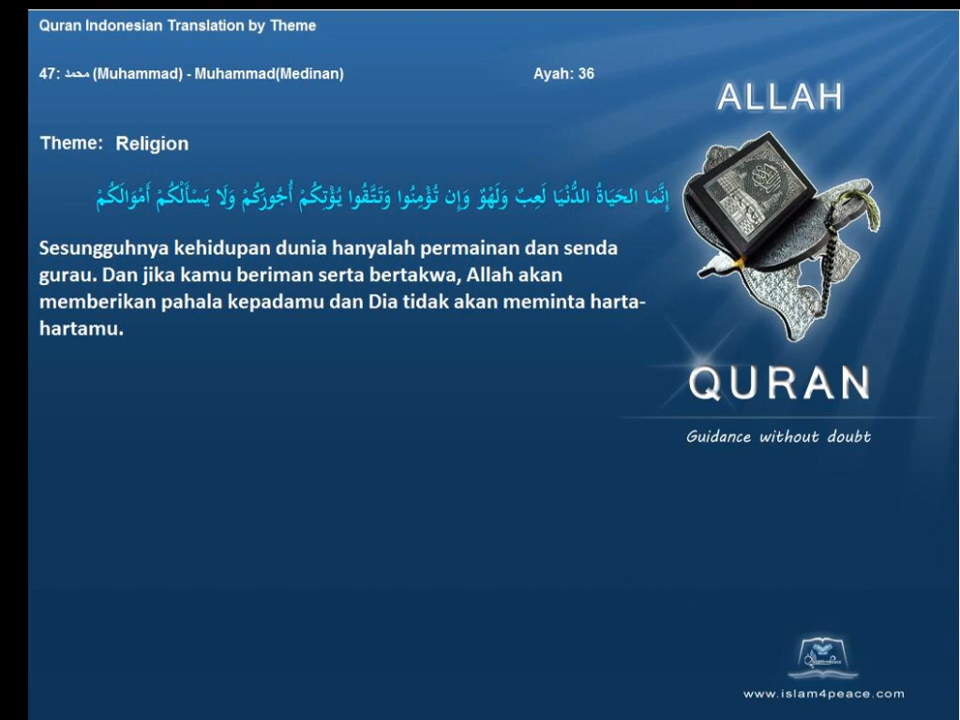 Quran Indonesian Translation by Theme
47: محمد (Muhammad) - Muhammad(Medinan) Ayah: 36
ALLAH
Theme: Religion
إِنَّمَا الحَيَاةُ الدُّنْيَا لَعِبٌ وَلَهْوٌ وَإِن تُؤْمِنُوا وَتَتَّقُوا يُؤْتِكُمْ أُجُورَكُمْ وَلَا يَسْأَلْكُمْ أَمْوَالَكُمْ
Sesungguhnya kehidupan dunia hanyalah permainan dan senda
gurau. Dan jika kamu beriman serta bertakwa, Allah akan
memberikan pahala kepadamu dan Dia tidak akan meminta harta-
hartamu.
QURAN
Guidance without doubt
www.islam4peace.com